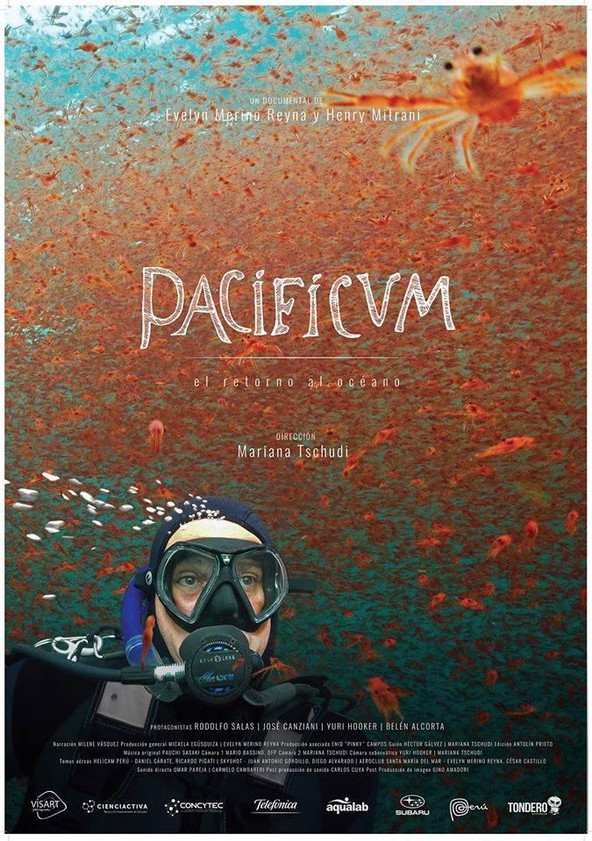 UN DOCUMENTAL DE
Evelyn Merino Reyna y Henry Mitrani
PACIFICVM
el retorno al océano
DIRECCIÓN
Mariana Tschudi
AQUA LUNG
PROTAGONISTAS RODOLFO SALAS | JOSÉ CANZIANI | YURI HOOKER | BELÉN ALCORTA
Narración MILENE VÁSQUEZ Producción general MICAELA EGÚSQUIZA | EVELYN MERINO REYNA Producción asociada ENID "PINKY" CAMPOS Guión HÉCTOR GÁLVEZ | MARIANA TSCHUDI Edición ANTOLÍN PRIETO
Música original PAUCHI SASAKI Cámara 1 MARIO BASSINO, DFP Cámara 2 MARIANA TSCHUDI Cámara subacuática YURI HOOKER | MARIANA TSCHUDI
Tomas aéreas HELICAM PERÚ - DANIEL GÁRATE, RICARDO PIGATI | SKYSHOT - JUAN ANTONIO GORDILLO, DIEGO ALVARADO | AEROCLUB SANTA MARÍA DEL MAR - EVELYN MERINO REYNA, CÉSAR CASTILLO
Sonido directo OMAR PAREJA | CARMELO CAMBARERI Post producción de sonido CARLOS GUYA Post Producción de imagen GINO AMADORI
VISART CIENCIACTIVA CONCYTEC Telefónica aqualab SUBARU Perú TONDERO